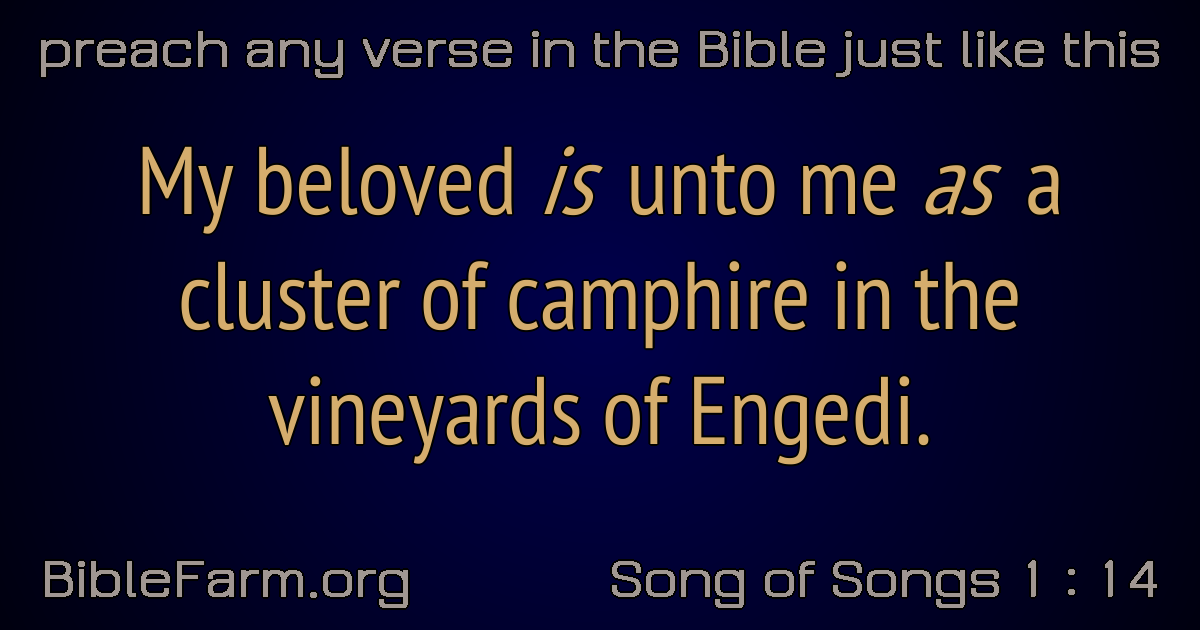 preach any verse in the Bible just like this
My beloved is unto me as a
cluster of camphire in the
vineyards of Engedi.
BibleFarm.org
Song of Songs 1 : 14